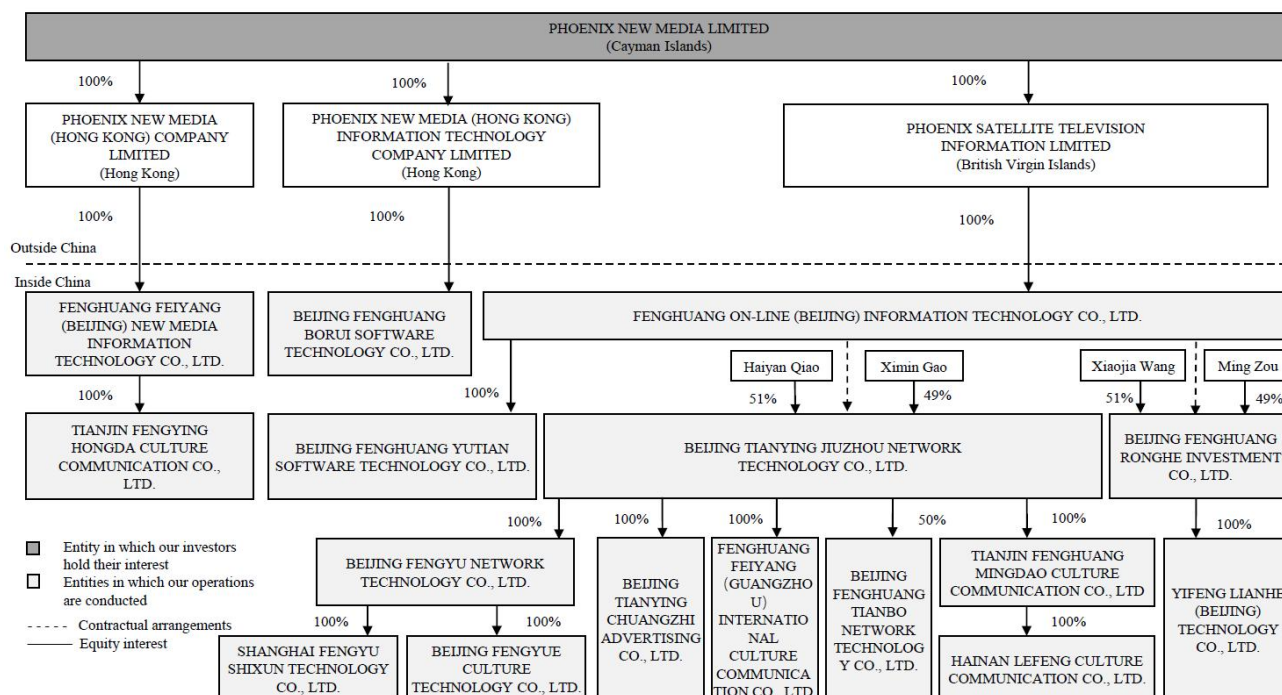 PHOENIX NEW MEDIA LIMITED
(Cayman Islands)
100%
100%
100%
PHOENIX NEW MEDIA
(HONG KONG) COMPANY
LIMITED
(Hong Kong)
PHOENIX NEW MEDIA (HONG KONG)
INFORMATION TECHNOLOGY
COMPANY LIMITED
(Hong Kong)
PHOENIX SATELLITE TELEVISION
INFORMATION LIMITED
(British Virgin Islands)
100%
100%
100%
Outside China
Inside China
FENGHUANG FEIYANG
(BEIJING) NEW MEDIA
INFORMATION
TECHNOLOGY CO., LTD.
BEIJING FENGHUANG
BORUI SOFTWARE
TECHNOLOGY CO., LTD.
FENGHUANG ON-LINE (BEIJING) INFORMATION TECHNOLOGY CO., LTD.
Haiyan Qiao
Ximin Gao
Xiaojia Wang
Ming Zou
100%
100%
51%
49%
51%
49%
TIANJIN FENGYING
HONGDA CULTURE
COMMUNICATION CO.,
LTD.
BEIJING FENGHUANG YUTIAN
SOFTWARE TECHNOLOGY CO., LTD.
BEIJING TIANYING JIUZHOU NETWORK
TECHNOLOGY CO., LTD.
BEIJING FENGHUANG
RONGHE INVESTMENT
CO., LTD.
100%
100%
100%
50%
100%
100%
BEIJING FENGYU NETWORK
TECHNOLOGY CO., LTD.
BEIJING
TIANYING
CHUANGZHI
ADVERTISING
CO., LTD.
FENGHUANG
FEIYANG
(GUANGZHO
U)
INTERNATIO
NAL
CULTURE
COMMUNICA
TION CO., LTD
BEIJING
FENGHUANG
TIANBO
NETWORK
TECHNOLOG
Y CO., LTD.
TIANJIN FENGHUANG
MINGDAO CULTURE
COMMUNICATION CO., LTD
YIFENG LIANHE
(BEIJING)
TECHNOLOGY
CO., LTD.
100%
100%
100%
SHANGHAI FENGYU
SHIXUN TECHNOLOGY
CO., LTD.
BEIJING FENGYUE
CULTURE
TECHNOLOGY CO., LTD.
HAINAN LEFENG CULTURE
COMMUNICATION CO., LTD.
Entity in which our investors
hold their interest
Entities in which our operations
are conducted
Contractual arrangements
Equity interest